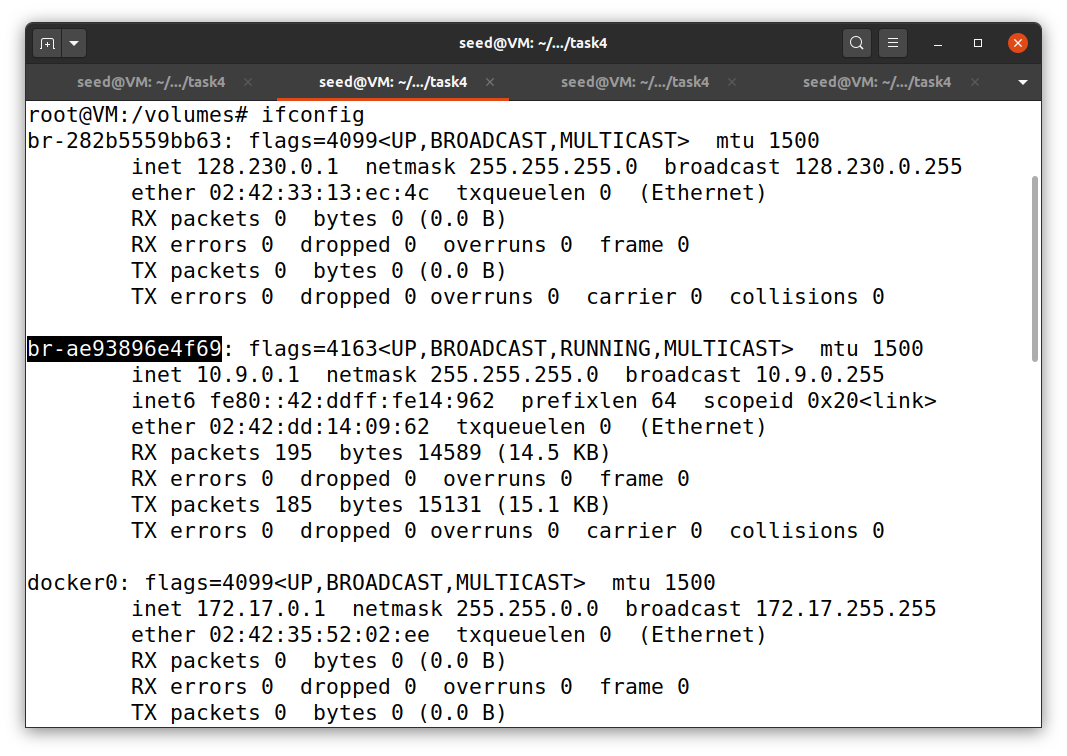 seed@VM: ~/.../task4
seed@VM: ~/.../task4 × seed@VM: ~/.../task4 × seed@VM: ~/.../task4 × seed@VM: ~/.../task4 ×
root@VM:/volumes# ifconfig
br-282b5559bb63: flags=4099<UP,BROADCAST,MULTICAST>  mtu 1500
        inet 128.230.0.1  netmask 255.255.255.0  broadcast 128.230.0.255
        ether 02:42:33:13:ec:4c  txqueuelen 0  (Ethernet)
        RX packets 0  bytes 0 (0.0 B)
        RX errors 0  dropped 0  overruns 0  frame 0
        TX packets 0  bytes 0 (0.0 B)
        TX errors 0  dropped 0 overruns 0  carrier 0  collisions 0

br-ae93896e4f69: flags=4163<UP,BROADCAST,RUNNING,MULTICAST>  mtu 1500
        inet 10.9.0.1  netmask 255.255.255.0  broadcast 10.9.0.255
        inet6 fe80::42:ddff:fe14:962  prefixlen 64  scopeid 0x20<link>
        ether 02:42:dd:14:09:62  txqueuelen 0  (Ethernet)
        RX packets 195  bytes 14589 (14.5 KB)
        RX errors 0  dropped 0  overruns 0  frame 0
        TX packets 185  bytes 15131 (15.1 KB)
        TX errors 0  dropped 0 overruns 0  carrier 0  collisions 0

docker0: flags=4099<UP,BROADCAST,MULTICAST>  mtu 1500
        inet 172.17.0.1  netmask 255.255.0.0  broadcast 172.17.255.255
        ether 02:42:35:52:02:ee  txqueuelen 0  (Ethernet)
        RX packets 0  bytes 0 (0.0 B)
        RX errors 0  dropped 0  overruns 0  frame 0
        TX packets 0  bytes 0 (0.0 B)